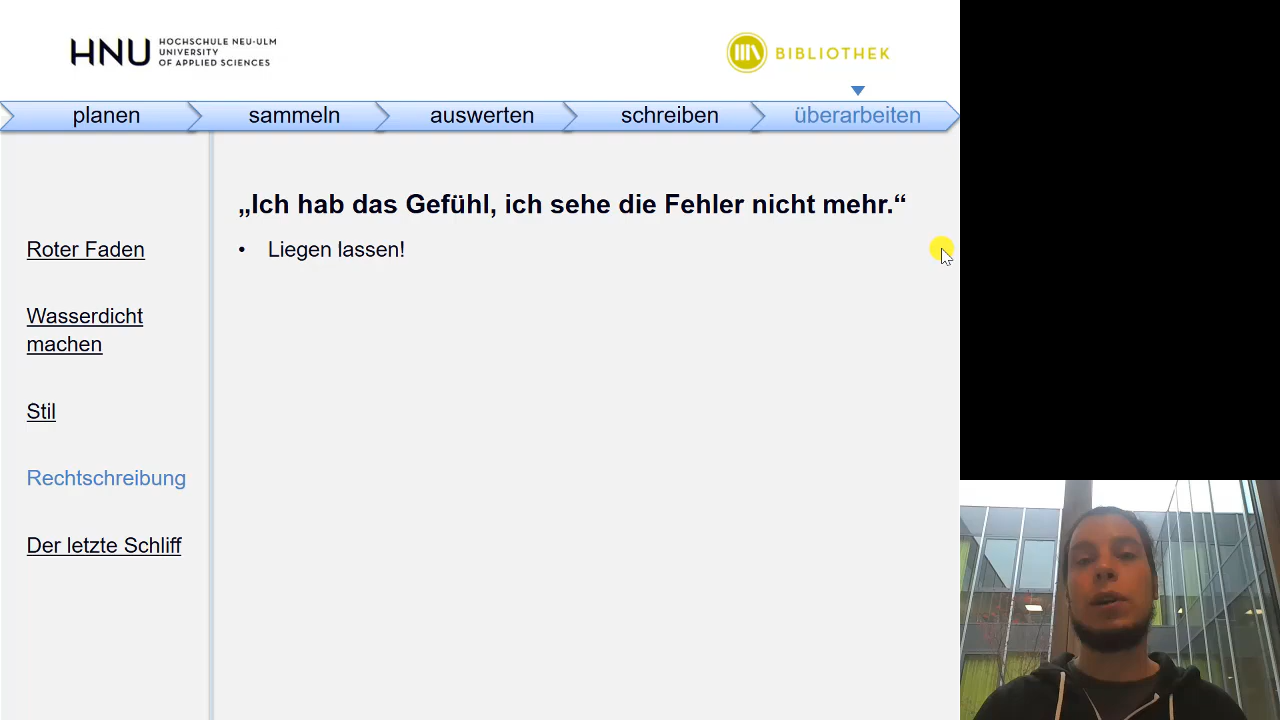 HNU HOCHSCHULE NEU-ULM
UNIVERSITY
OF APPLIED SCIENCES
BIBLIOTHEK
planen
sammeln
auswerten
schreiben
überarbeiten
„Ich hab das Gefühl, ich sehe die Fehler nicht mehr.“
• Liegen lassen!
Roter Faden
Wasserdicht
machen
Stil
Rechtschreibung
Der letzte Schliff